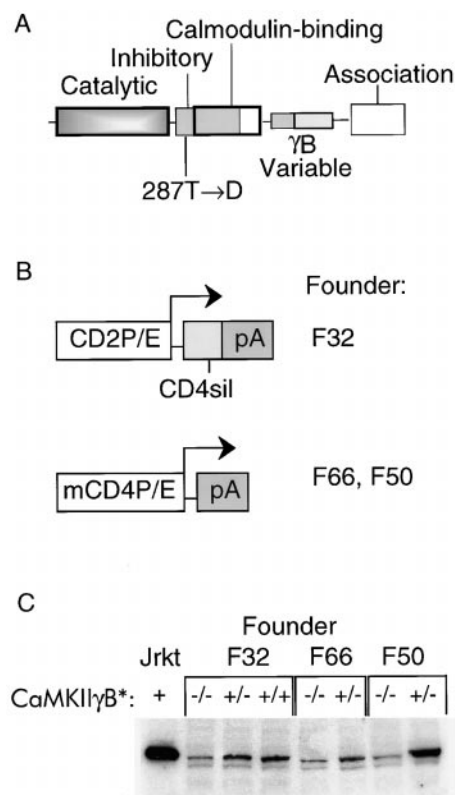 A
Calmodulin-binding
Inhibitory
Catalytic
Association
γB
Variable
287T→D
B
Founder:
CD2P/E
pA
F32
CD4sil
mCD4P/E
pA
F66, F50
C
Founder
Jrkt F32 F66 F50
CaMKIIγB*: + -/- +/- +/+ -/- +/- -/- +/-